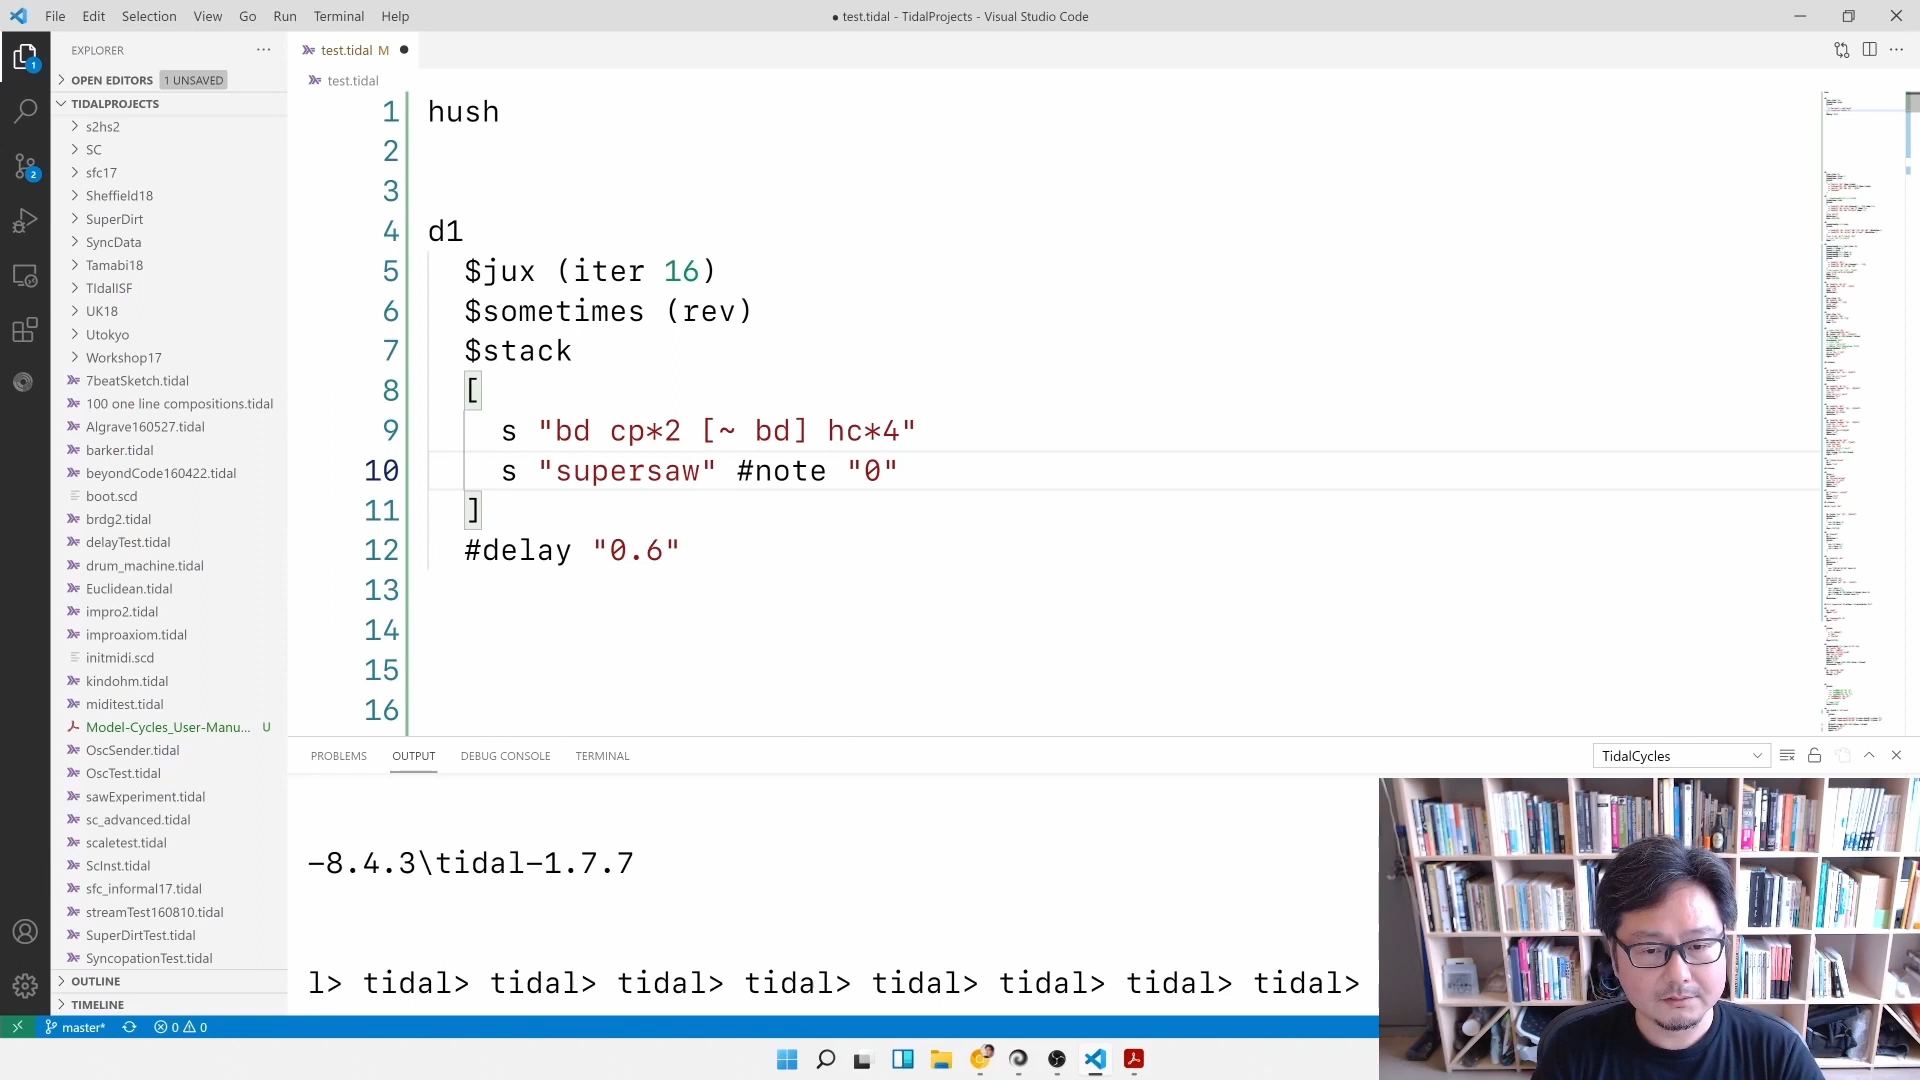 File Edit Selection View Go Run Terminal Help
● test.tidal - TidalProjects - Visual Studio Code
EXPLORER
OPEN EDITORS 1 UNSAVED
TIDALPROJECTS
s2hs2
SC
sfc17
Sheffield18
SuperDirt
SyncData
Tamabi18
TIdalISF
UK18
Utokyo
Workshop17
7beatSketch.tidal
100 one line compositions.tidal
Algrave160527.tidal
barker.tidal
beyondCode160422.tidal
boot.scd
brdg2.tidal
delayTest.tidal
drum_machine.tidal
Euclidean.tidal
impro2.tidal
improaxiom.tidal
initmidi.scd
kindohm.tidal
miditest.tidal
Model-Cycles_User-Manu... U
OscSender.tidal
OscTest.tidal
sawExperiment.tidal
sc_advanced.tidal
scaletest.tidal
ScInst.tidal
sfc_informal17.tidal
streamTest160810.tidal
SuperDirtTest.tidal
SyncopationTest.tidal
OUTLINE
TIMELINE
1
2
test.tidal M ●
test.tidal
1 hush
2
3
4 d1
5 $jux (iter 16)
6 $sometimes (rev)
7 $stack
8 [
9 s "bd cp*2 [~ bd] hc*4"
10 s "supersaw" #note "0"
11 ]
12 #delay "0.6"
13
14
15
16
PROBLEMS OUTPUT DEBUG CONSOLE TERMINAL
TidalCycles
-8.4.3\tidal-1.7.7
l> tidal> tidal> tidal> tidal> tidal> tidal> tidal> tidal>
master* 0 0